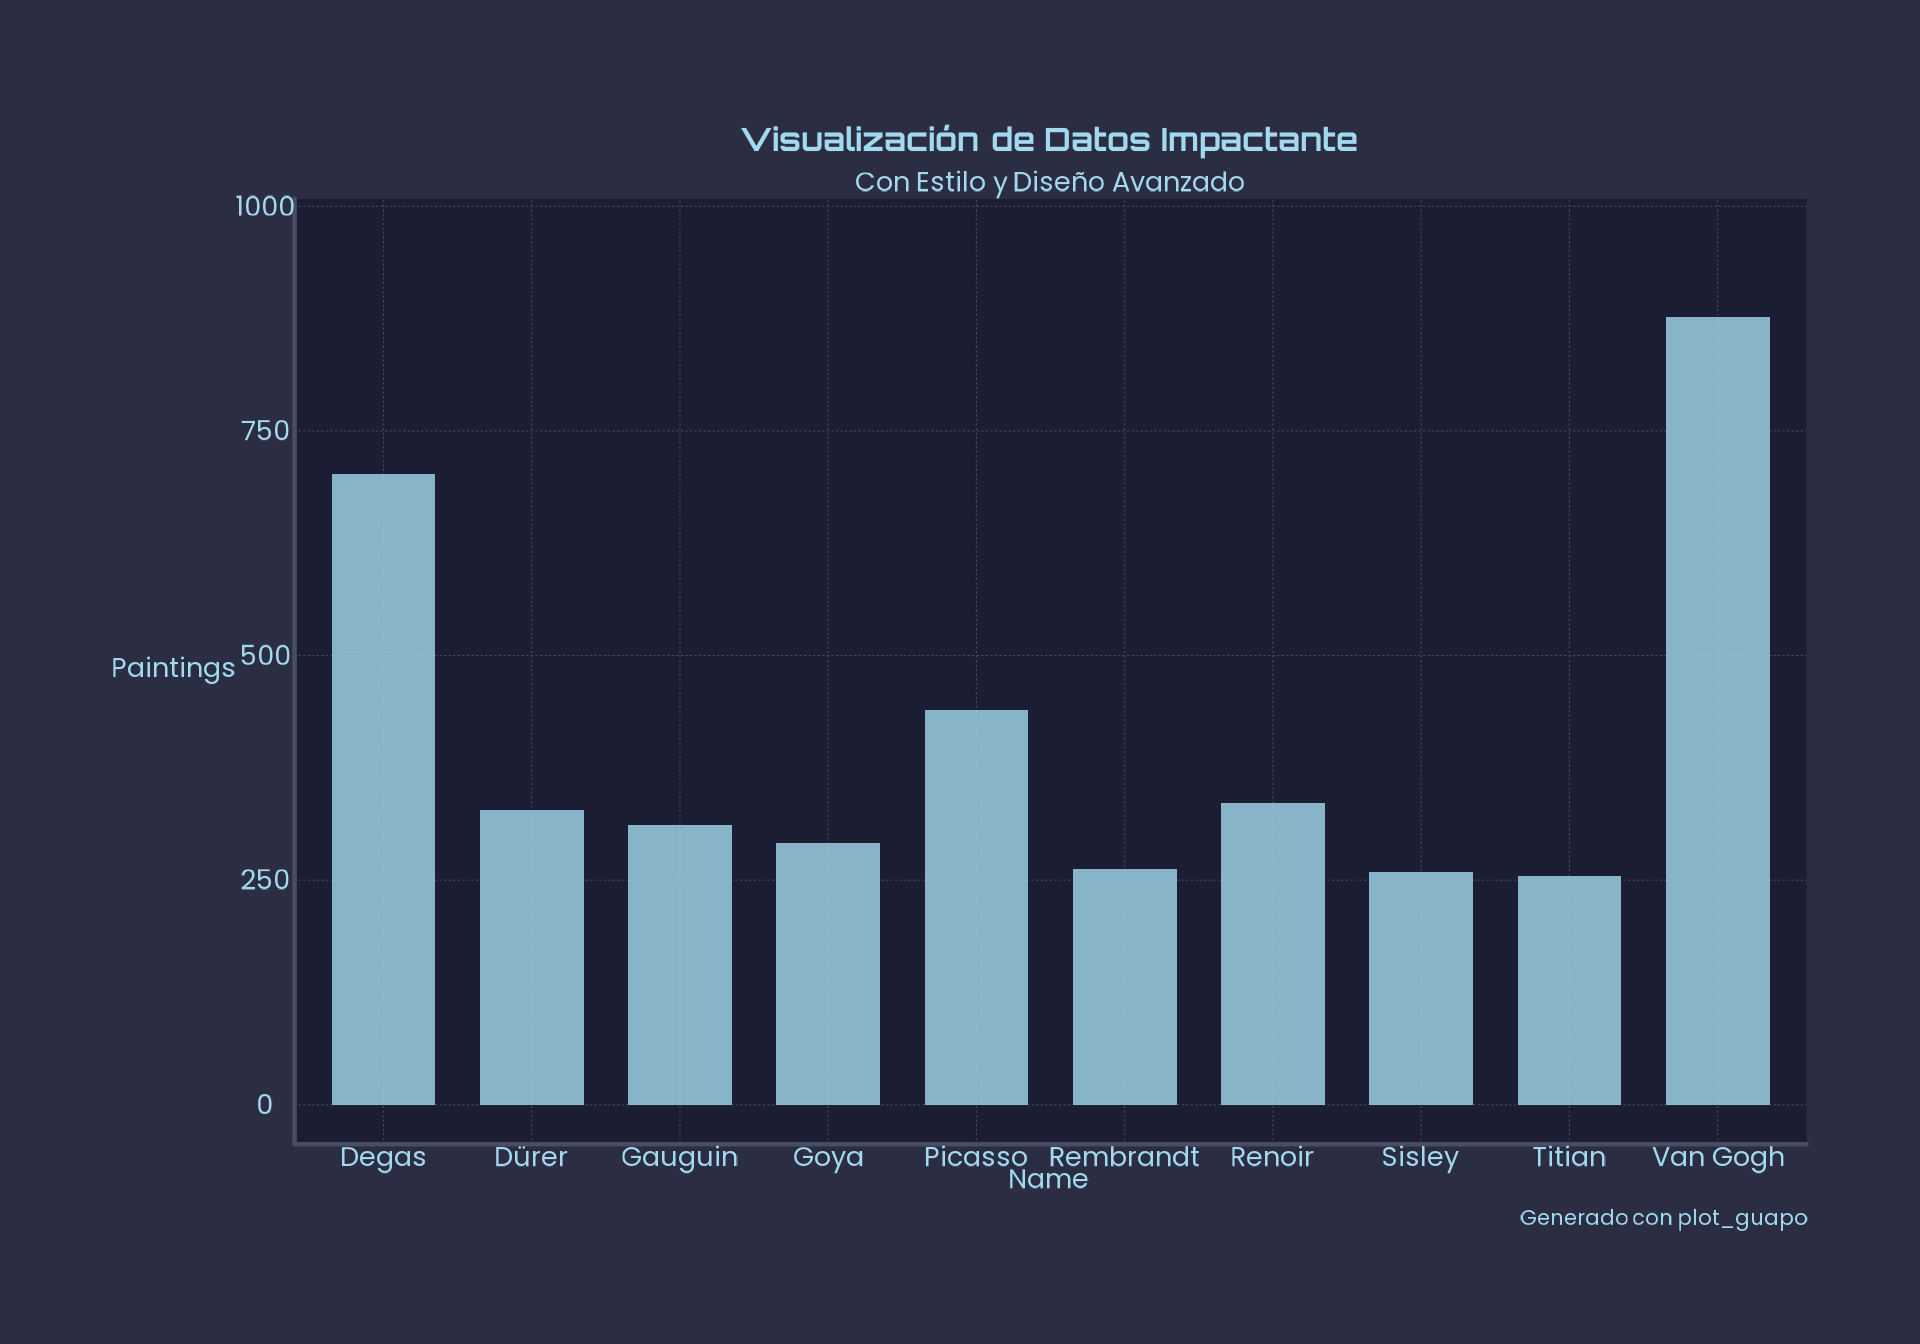 Visualización de Datos Impactante
Con Estilo y Diseño Avanzado
1000
750
500
250
0
Paintings
Degas Dürer Gauguin Goya Picasso Rembrandt Renoir Sisley Titian Van Gogh
Name
Generado con plot_guapo